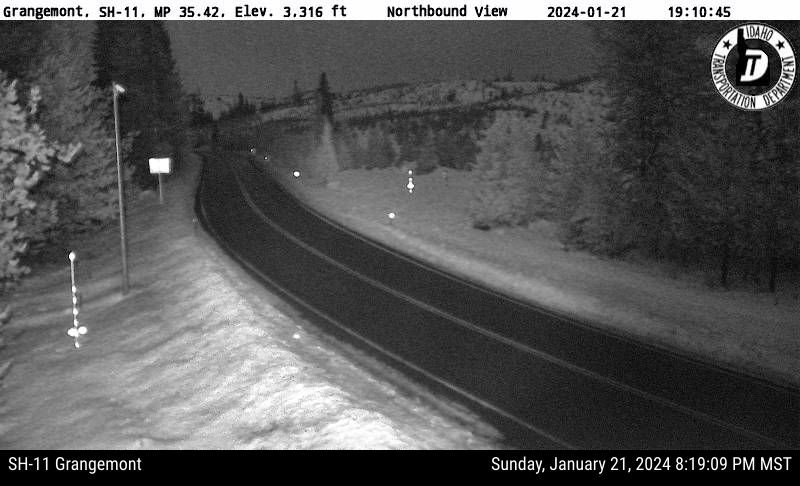 Grangemont, SH-11, MP 35.42, Elev. 3,316 ft Northbound View 2024-01-21 19:10:45
IDAHO
TRANSPORTATION DEPARTMENT
SH-11 Grangemont
Sunday, January 21, 2024 8:19:09 PM MST